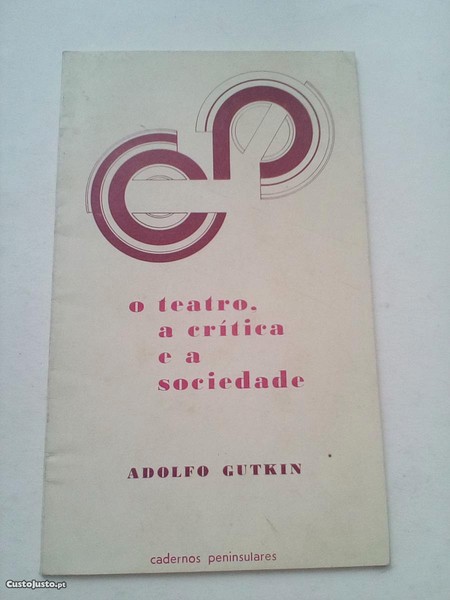 o teatro,
a crítica
e a
sociedade
ADOLFO GUTKIN
cadernos peninsulares
CustoJusto.pt